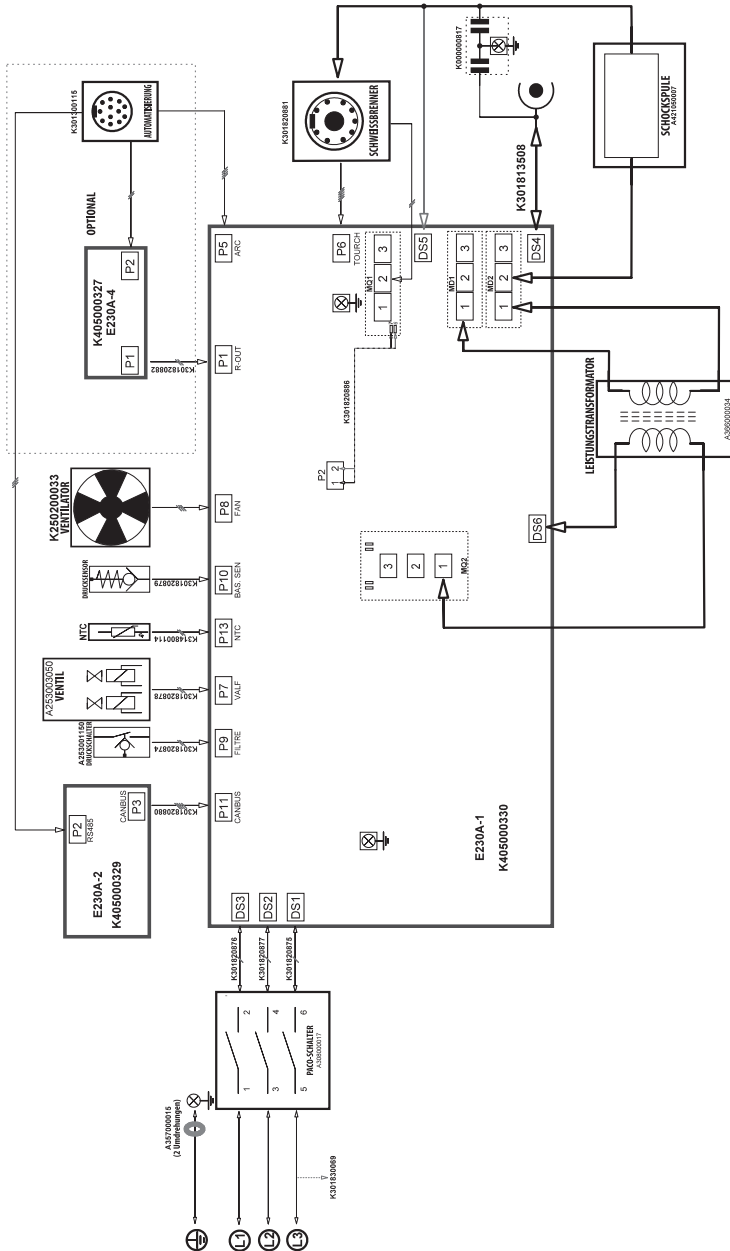 K301300115
AUTOMATISIERUNG
OPTIONAL
K405000327
E230A-4
P1
P2
K301820882
K250200033
VENTILATOR
DRUCKSENSOR
K301820879
NTC
K314800114
A253003050
VENTIL
K301820878
A253001150
DRUCKSCHALTER
K301820874
P2
RS485
CANBUS
P3
E230A-2
K405000329
K301820880
K301820881
SCHWEISSBRENNER
K000000817
K301813508
SCHOCKSPULE
A421050007
P5
ARC
P6
TOURCH
P1
R-OUT
P8
FAN
P10
BAS. SEN
P13
NTC
P7
VALF
P9
FILTRE
P11
CANBUS
MQ1
1
2
3
DS5
MD1
1
2
3
MD2
1
2
3
DS4
K301820886
P2
1
2
DS6
3
2
1
MQ2
E230A-1
K405000330
LEISTUNGSTRANSFORMATOR
A366000034
DS3
DS2
DS1
K301820876
K301820877
K301820875
PACO-SCHALTER
A308000017
1
2
3
4
5
6
A357000015
(2 Umdrehungen)
L1
L2
L3
K301830069